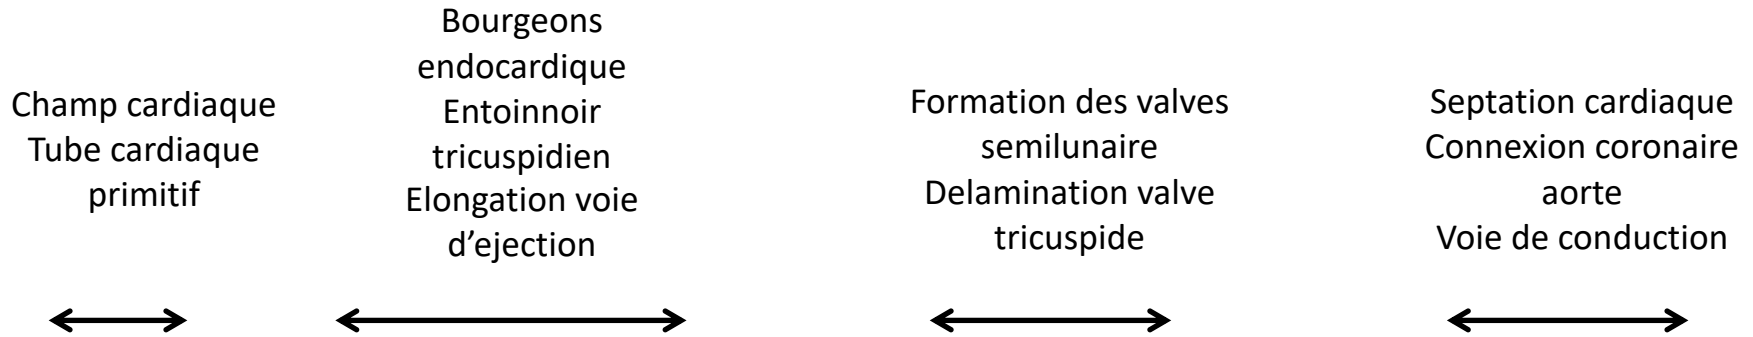 Champ cardiaque
Tube cardiaque
primitif
Bourgeons
endocardique
Entoinnoir
tricuspidien
Elongation voie
d’ejection
Formation des valves
semilunaire
Delamination valve
tricuspide
Septation cardiaque
Connexion coronaire
aorte
Voie de conduction